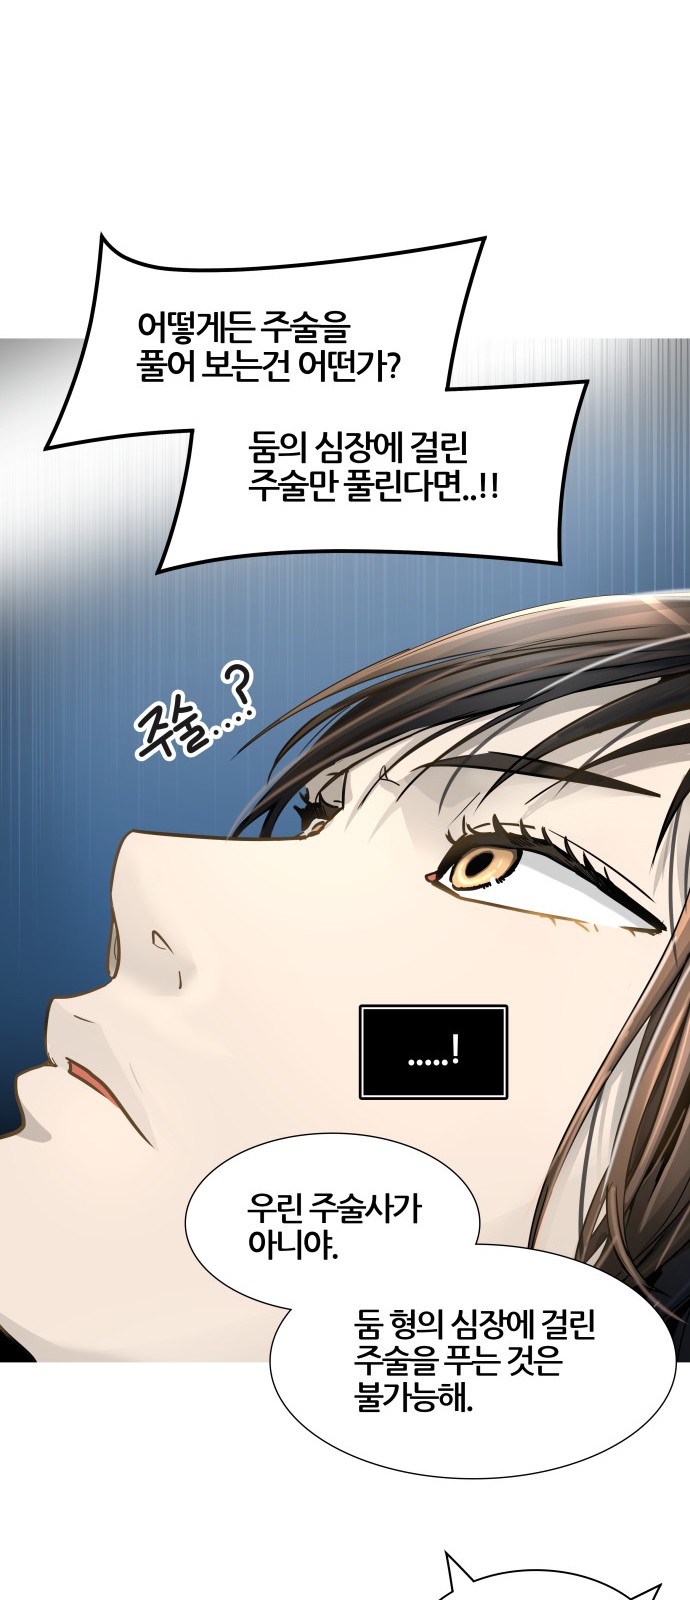 어떻게든 주술을
풀어 보는건 어떤가?
둠의 심장에 걸린
주술만 풀린다면..!!
주술...?
.....!
우린 주술사가
아니야.
둠 형의 심장에 걸린
주술을 푸는 것은
불가능해.